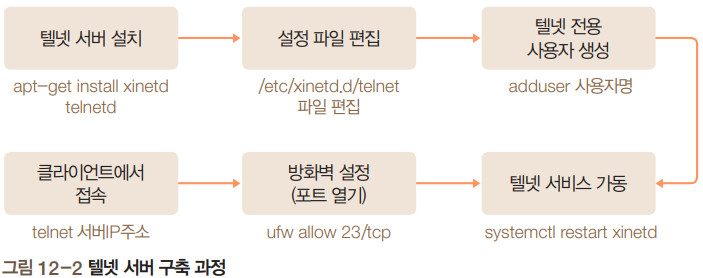 텔넷 서버 설치
apt-get install xinetd
telnetd
설정 파일 편집
/etc/xinetd.d/telnet
파일 편집
텔넷 전용
사용자 생성
adduser 사용자명
텔넷 서비스 가동
systemctl restart xinetd
방화벽 설정
(포트 열기)
ufw allow 23/tcp
클라이언트에서
접속
telnet 서버IP주소
그림 12-2 텔넷 서버 구축 과정